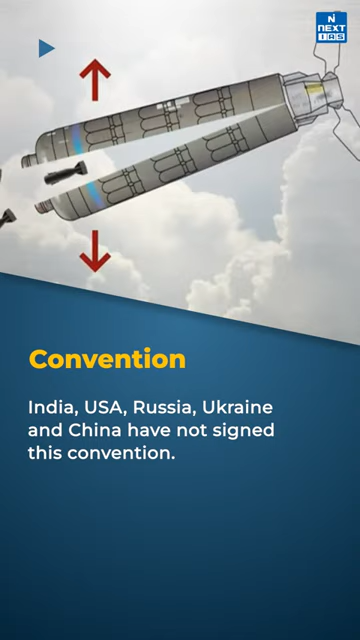 N
NEXT
IAS
Convention
India, USA, Russia, Ukraine
and China have not signed
this convention.